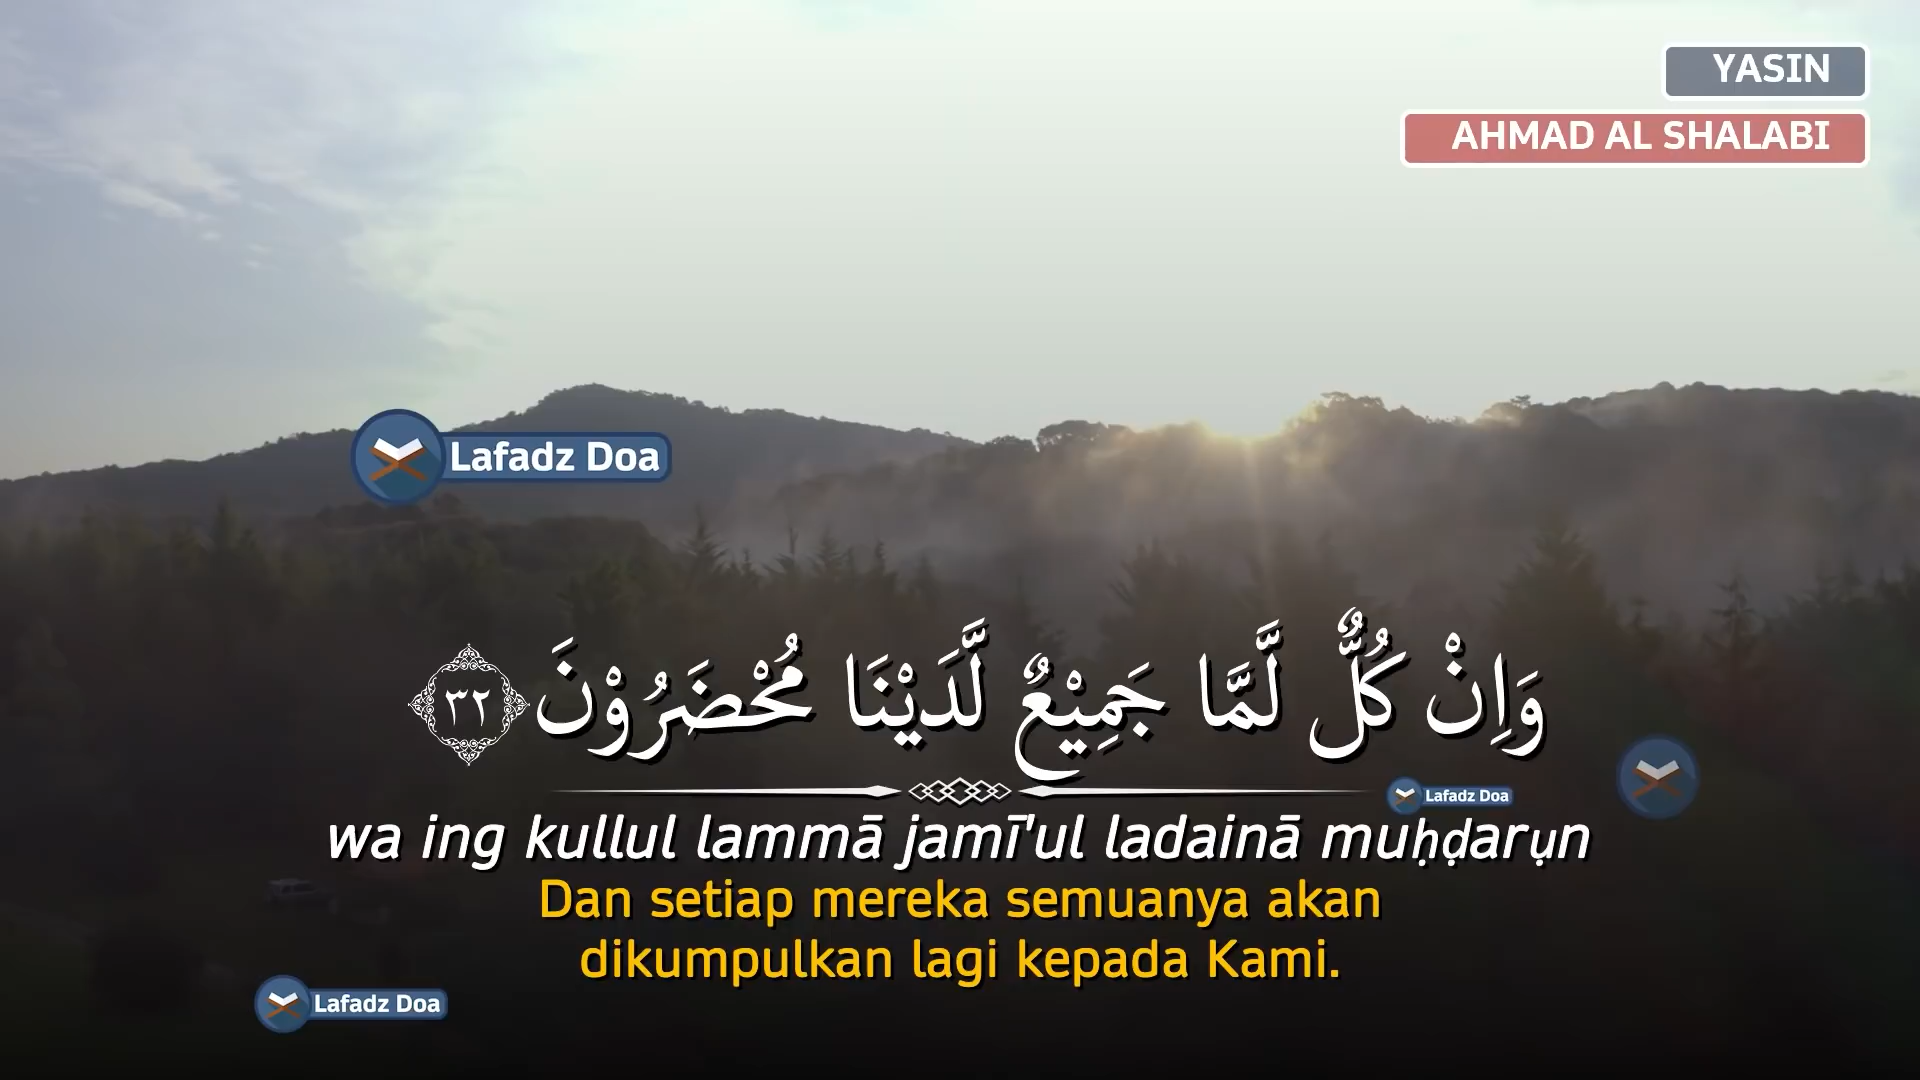 YASIN
AHMAD AL SHALABI
Lafadz Doa
وَاِنْ كُلٌّ لَّمَّا جَمِيْعٌ لَّدَيْنَا مُحْضَرُوْنَ ٣٢
Lafadz Doa
wa ing kullul lammā jamī'ul ladainā muḥḍarụn
Dan setiap mereka semuanya akan
dikumpulkan lagi kepada Kami.
Lafadz Doa